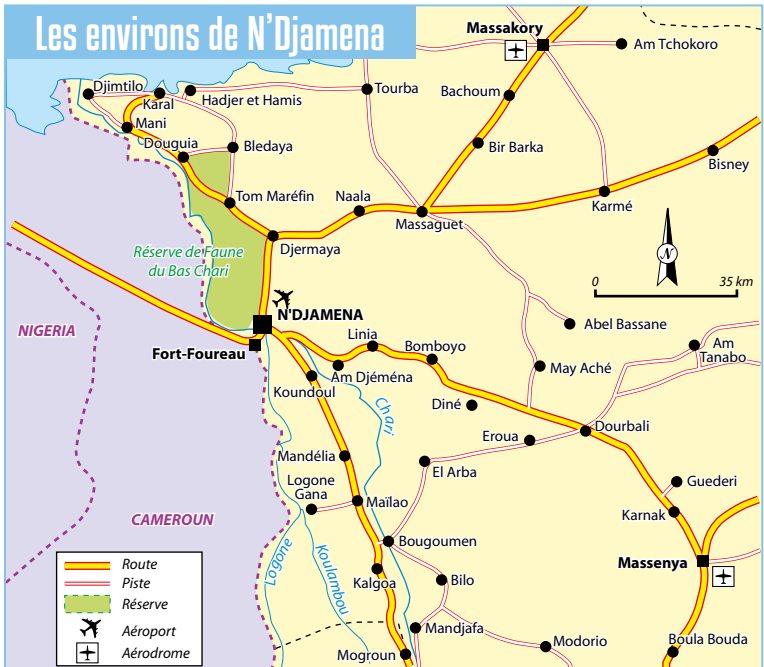 Les environs de N'Djamena
Massakory
Am Tchokoro
Djimtilo
Karal
Hadjer et Hamis
Tourba
Bachoum
Mani
Douguia
Bledaya
Bir Barka
Bisney
Tom Maréfin
Naala
Karmé
Massaguet
Djermaya
Réserve de Faune
du Bas Chari
N
0
35 km
N'DJAMENA
NIGERIA
Fort-Foureau
Linia
Bomboyo
Abel Bassane
Am
Tanabo
Am Djéména
May Aché
Koundoul
Chari
Diné
Dourbali
Eroua
Mandélia
El Arba
Logone
Gana
Maïlao
Guederi
Karnak
CAMEROUN
Bougoumen
Logone
Koulambou
Massenya
Kalgoa
Bilo
Route
Piste
Réserve
Aéroport
Aérodrome
Mandjafa
Modorio
Boula Bouda
Mogroun